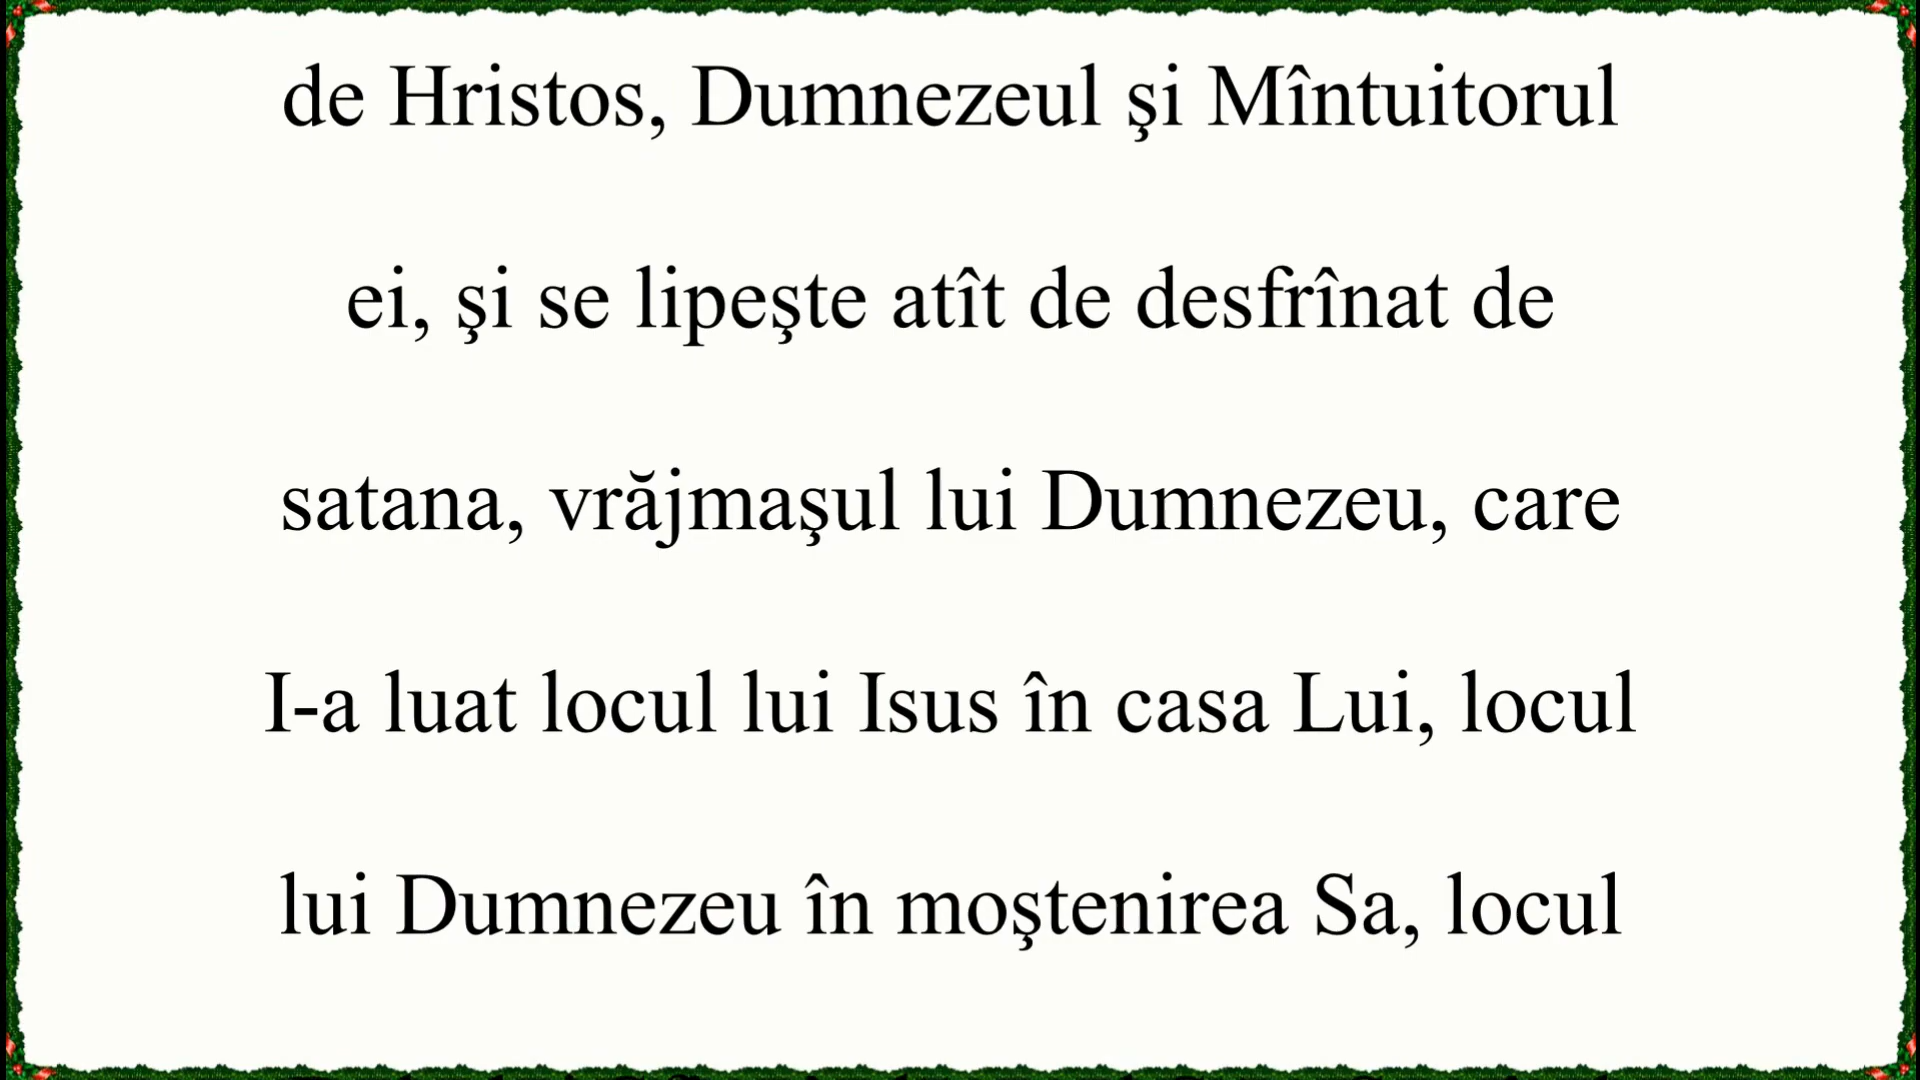 de Hristos, Dumnezeul şi Mîntuitorul
ei, şi se lipeşte atît de desfrînat de
satana, vrăjmaşul lui Dumnezeu, care
I-a luat locul lui Isus în casa Lui, locul
lui Dumnezeu în moştenirea Sa, locul